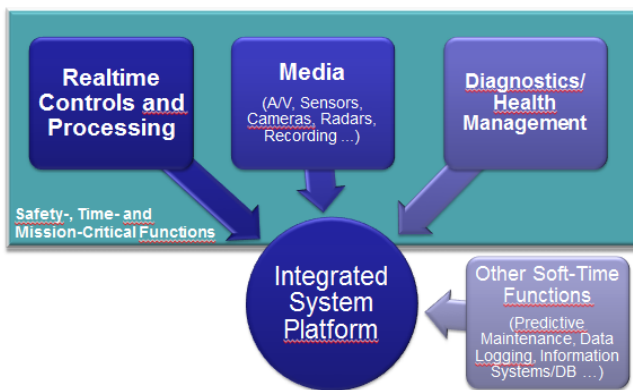 Realtime
Controls and
Processing
Media
(A/V, Sensors,
Cameras, Radars,
Recording ...)
Diagnostics/
Health
Management
Safety-, Time- and
Mission-Critical Functions
Integrated
System
Platform
Other Soft-Time
Functions
(Predictive
Maintenance, Data
Logging, Information
Systems/DB ...)